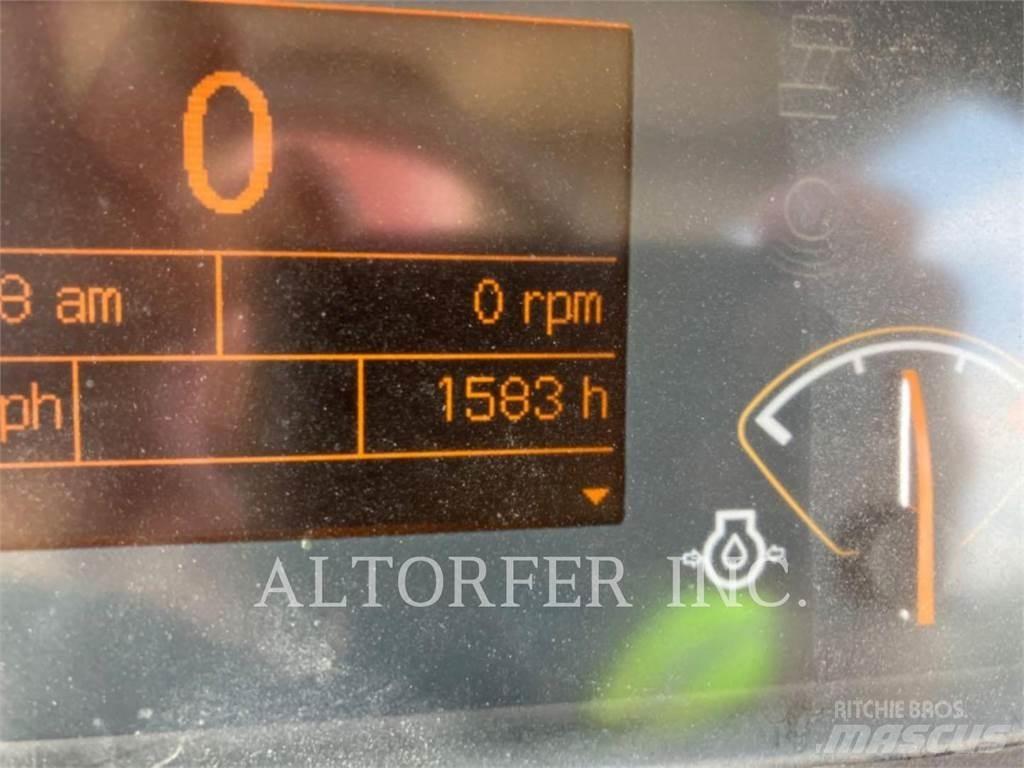 0
8 am
0 rpm
ph
1583 h
ALTORFER INC.
RITCHIE BROS.
MASCUS